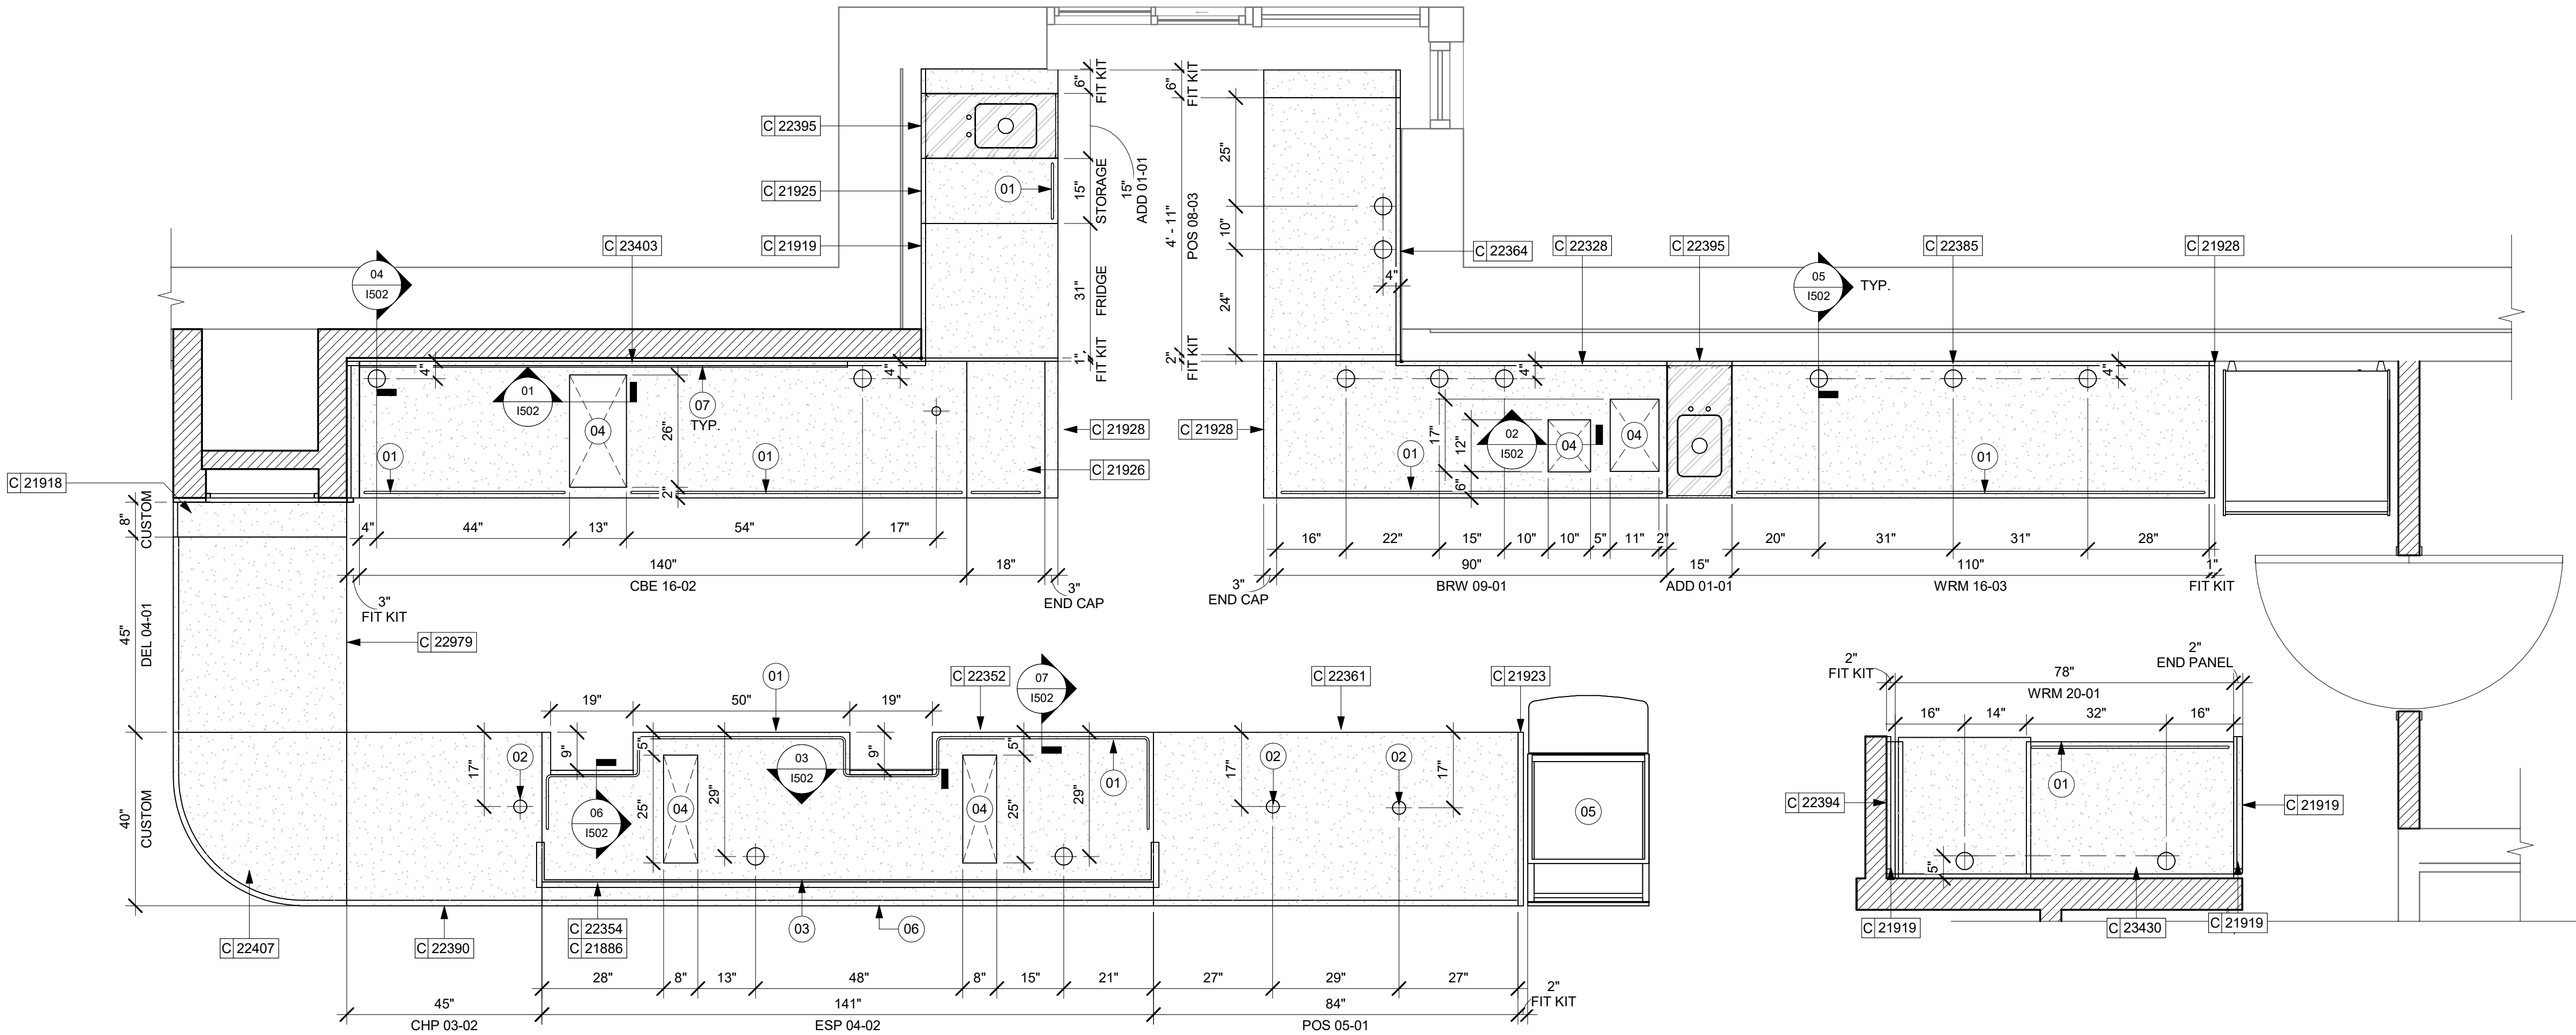 6"
FIT KIT
C 22395
C 21925
01
15"
STORAGE
15"
ADD 01-01
C 21919
31"
FRIDGE
1"
FIT KIT
C 23403
04
I502
4"
01
I502
04
26"
2"
07
TYP.
4"
01
01
C 21928
C 21926
C 21918
8"
CUSTOM
4"
44"
13"
54"
17"
140"
CBE 16-02
18"
3"
FIT KIT
3"
END CAP
45"
DEL 04-01
C 22979
40"
CUSTOM
6"
FIT KIT
4' - 11"
POS 08-03
2"
FIT KIT
25"
10"
24"
4"
C 22364
C 22328
C 22395
05
I502
TYP.
C 22385
C 21928
C 21928
4"
4"
01
17"
12"
6"
02
I502
04
04
01
16"
22"
15"
10"
10"
5"
11"
2"
20"
31"
31"
28"
3"
END CAP
90"
BRW 09-01
15"
ADD 01-01
110"
WRM 16-03
1"
FIT KIT
01
C 22352
07
I502
C 22361
C 21923
19"
50"
19"
17"
02
9"
5"
9"
5"
06
I502
25"
04
29"
03
I502
04
25"
29"
01
17"
02
02
17"
05
C 22407
C 22390
C 22354
C 21886
03
06
28"
8"
13"
48"
8"
15"
21"
27"
29"
27"
45"
CHP 03-02
141"
ESP 04-02
84"
POS 05-01
2"
FIT KIT
2"
FIT KIT
78"
WRM 20-01
2"
END PANEL
16"
14"
32"
16"
01
C 22394
C 21919
5"
C 21919
C 23430
C 21919